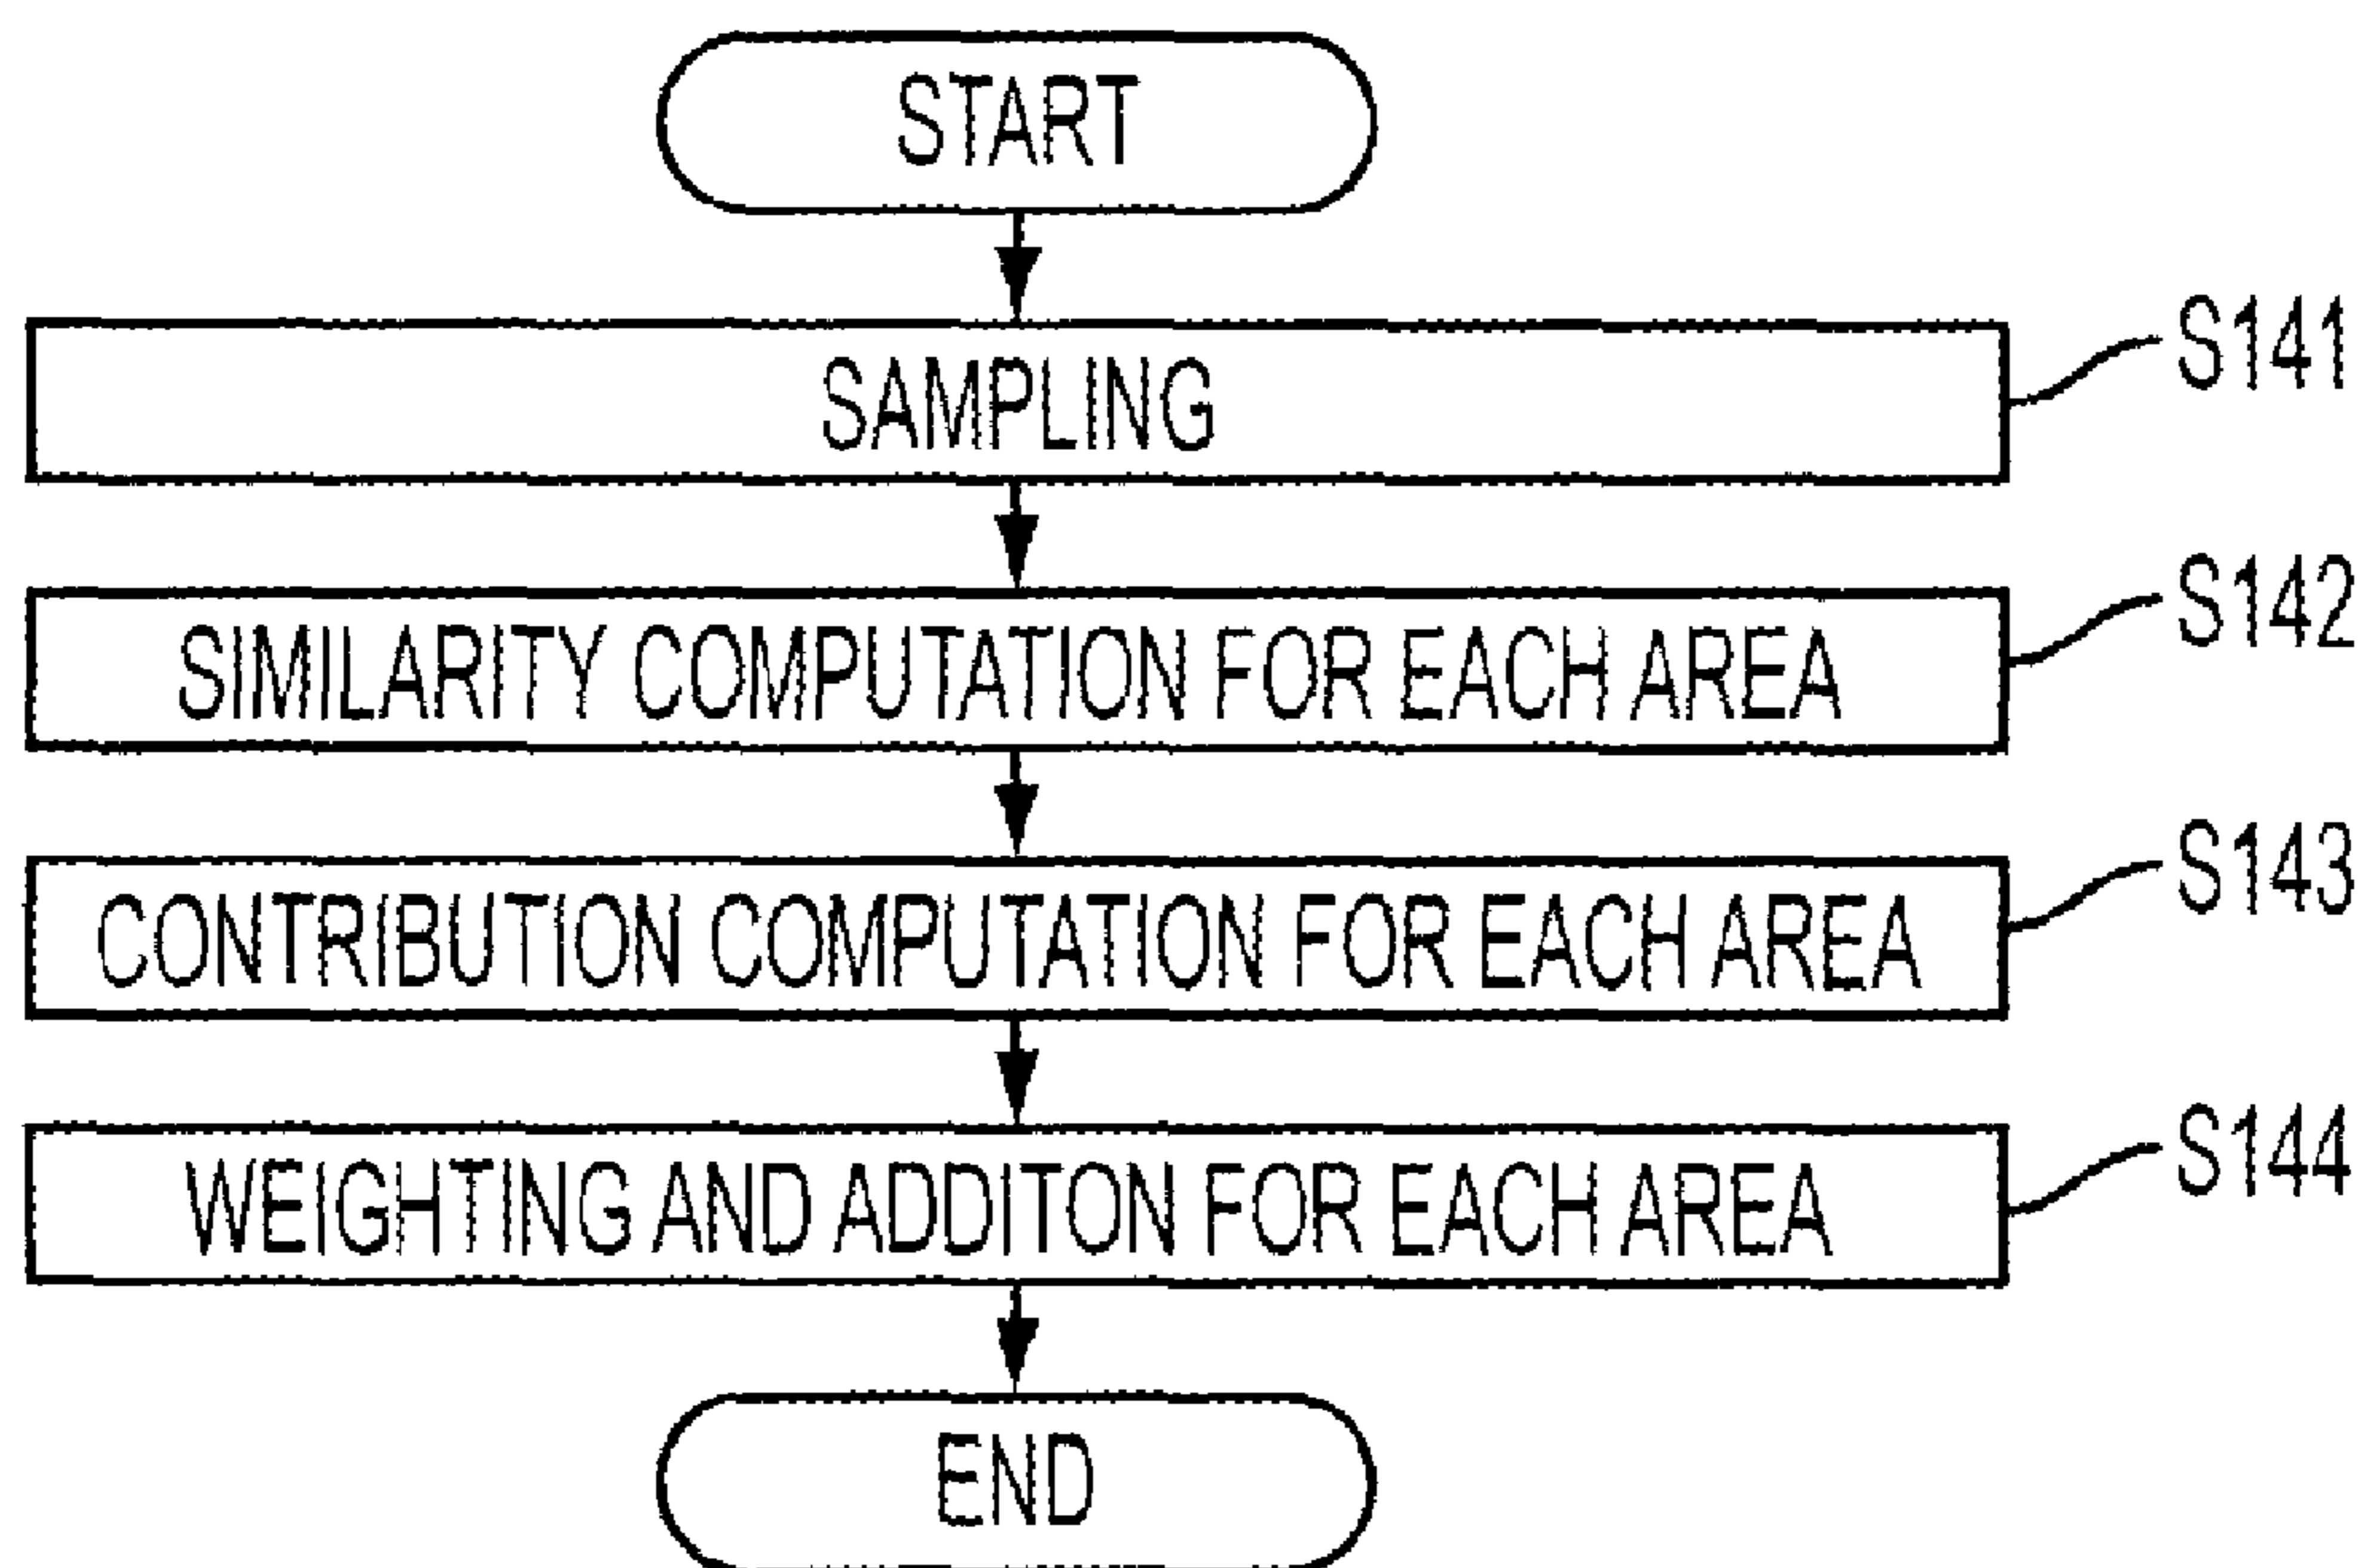 START
SAMPLING
S141
SIMILARITY COMPUTATION FOR EACH AREA
S142
CONTRIBUTION COMPUTATION FOR EACH AREA
S143
WEIGHTING AND ADDITON FOR EACH AREA
S144
END